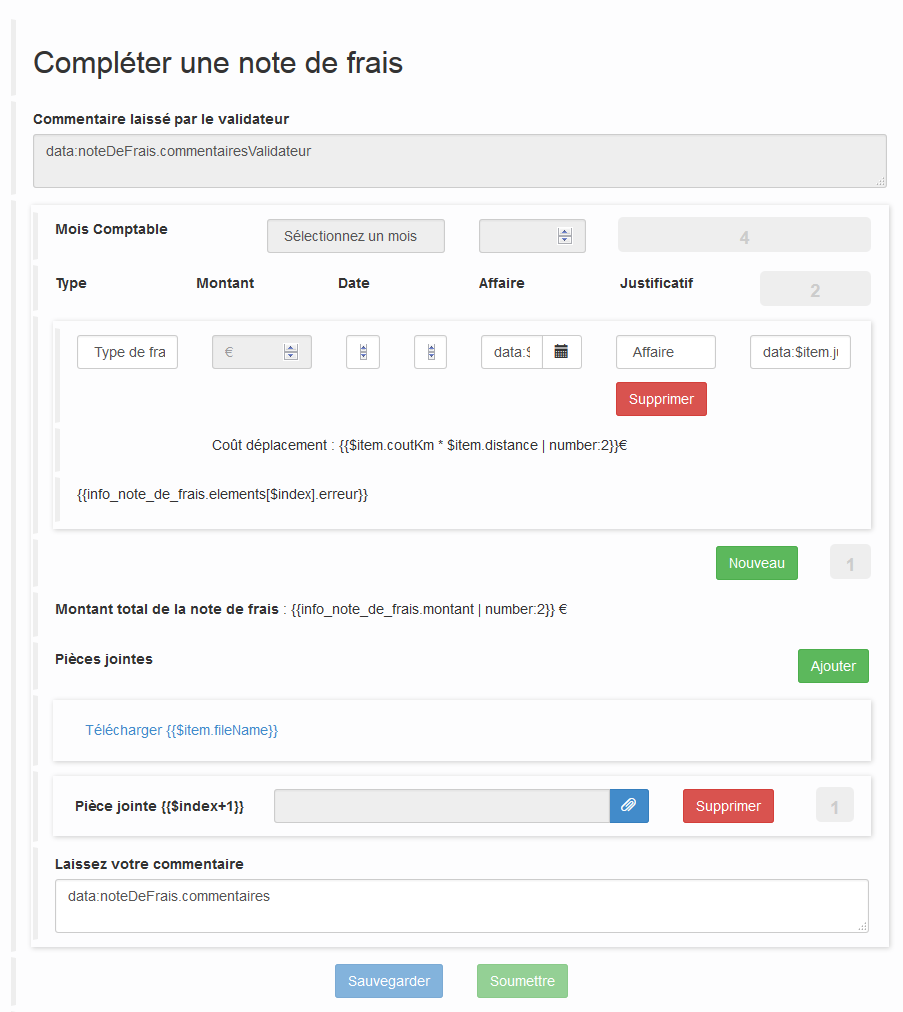 Compléter une note de frais
Commentaire laissé par le validateur
data:noteDeFrais.commentairesValidateur
Mois Comptable Sélectionnez un mois 4
Type Montant Date Affaire Justificatif 2
Type de fra € data:$ Affaire data:$item.ju
Supprimer
Coût déplacement : {{$item.coutKm * $item.distance | number:2}}€
{{info_note_de_frais.elements[$index].erreur}}
Nouveau 1
Montant total de la note de frais : {{info_note_de_frais.montant | number:2}} €
Pièces jointes Ajouter
Télécharger {{$item.fileName}}
Pièce jointe {{$index+1}} Supprimer 1
Laissez votre commentaire
data:noteDeFrais.commentaires
Sauvegarder Soumettre